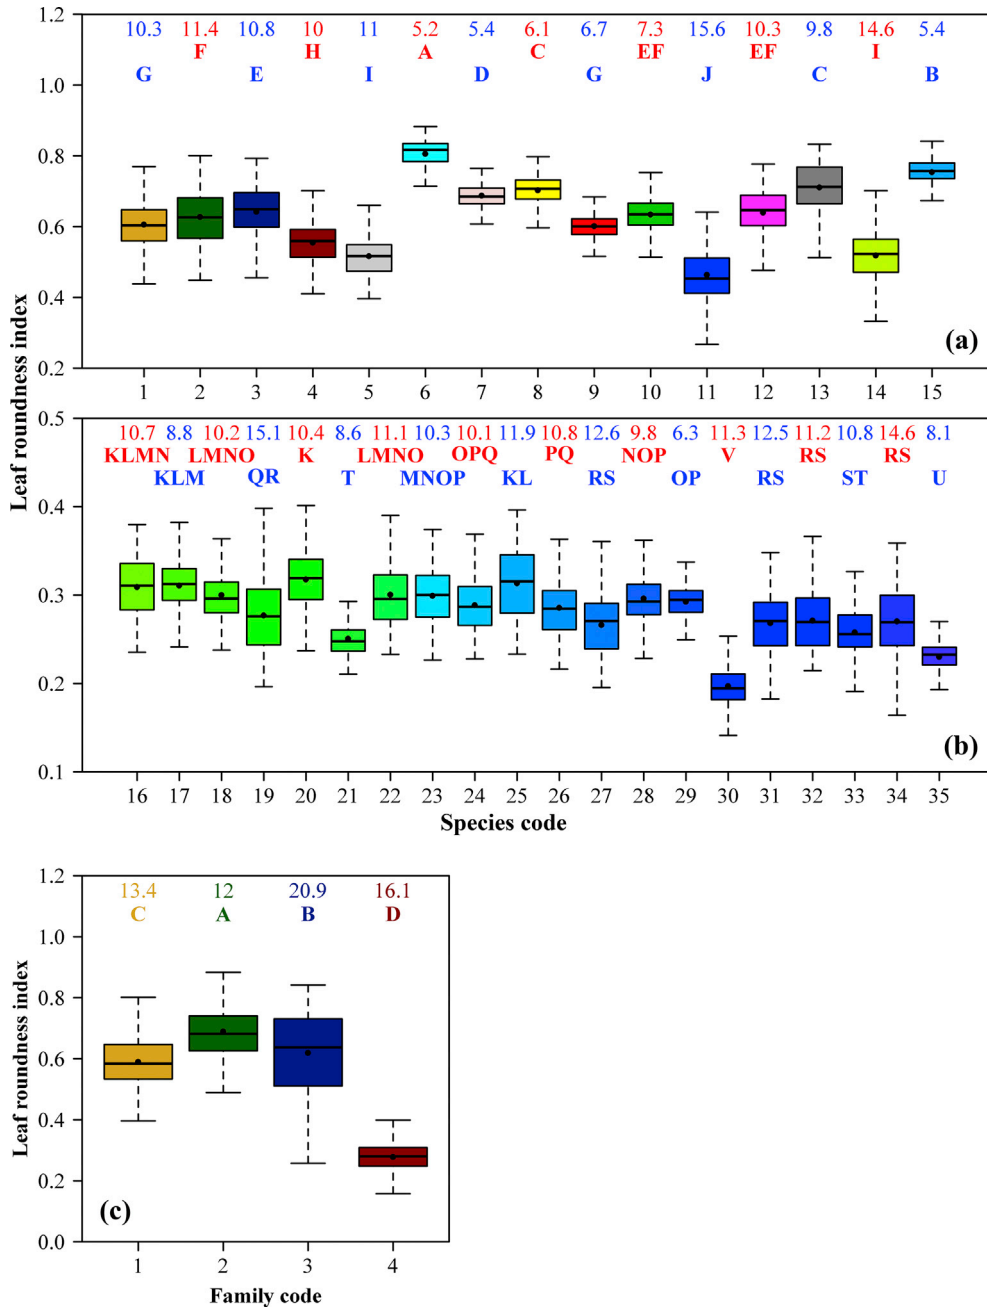 1.2
10.3 11.4 10.8 10 11 5.2 5.4 6.1 6.7 7.3 15.6 10.3 9.8 14.6 5.4
F H A C EF EF I
G E I D G J C B
1.0
0.8
0.6
0.4
(a)
0.2
1 2 3 4 5 6 7 8 9 10 11 12 13 14 15
Leaf roundness index
0.5
10.7 8.8 10.2 15.1 10.4 8.6 11.1 10.3 10.1 11.9 10.8 12.6 9.8 6.3 11.3 12.5 11.2 10.8 14.6 8.1
KLMN LMNO K LMNO OPQ PQ NOP V RS RS
KLM QR T MNOP KL RS OP RS ST U
0.4
0.3
0.2
(b)
0.1
16 17 18 19 20 21 22 23 24 25 26 27 28 29 30 31 32 33 34 35
Species code
1.2
13.4 12 20.9 16.1
C A B D
1.0
0.8
0.6
0.4
0.2
(c)
0.0
Leaf roundness index
1 2 3 4
Family code